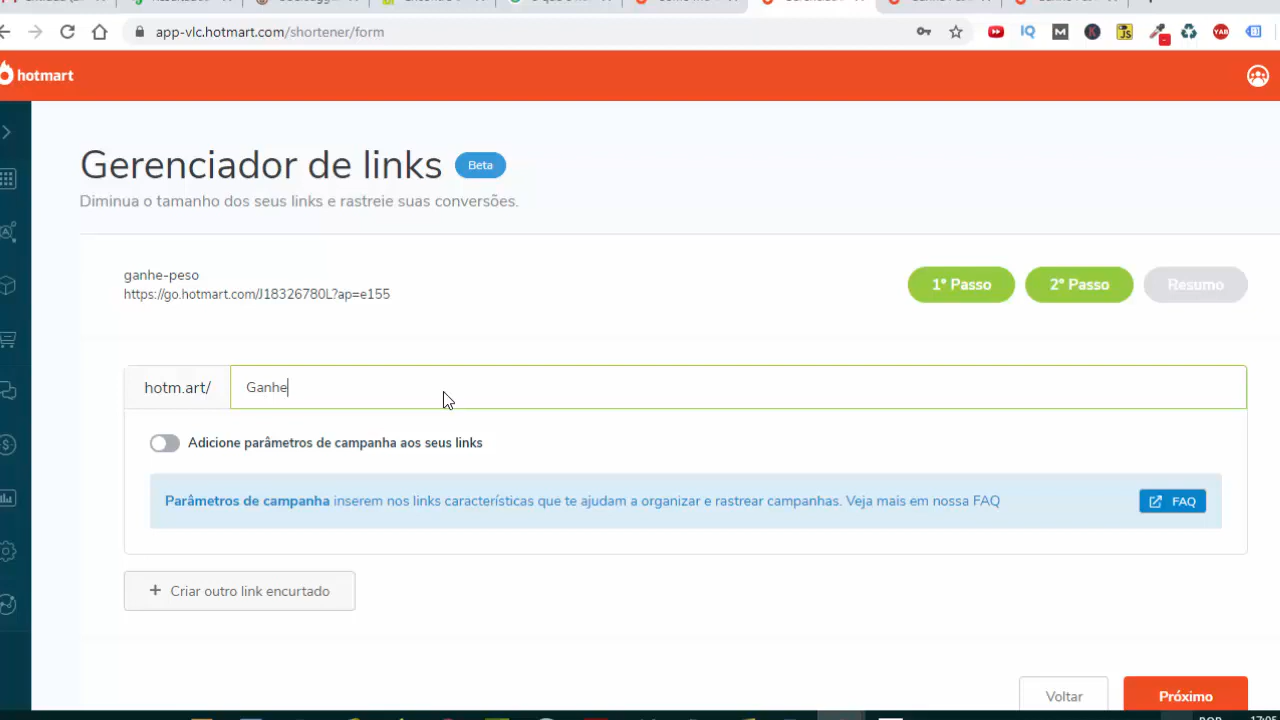 app-vlc.hotmart.com/shortener/form
hotmart
Gerenciador de links Beta
Diminua o tamanho dos seus links e rastreie suas conversões.
ganhe-peso
https://go.hotmart.com/J18326780L?ap=e155
1º Passo 2º Passo Resumo
hotm.art/ Ganhe
Adicione parâmetros de campanha aos seus links
Parâmetros de campanha inserem nos links características que te ajudam a organizar e rastrear campanhas. Veja mais em nossa FAQ FAQ
+ Criar outro link encurtado
Voltar Próximo